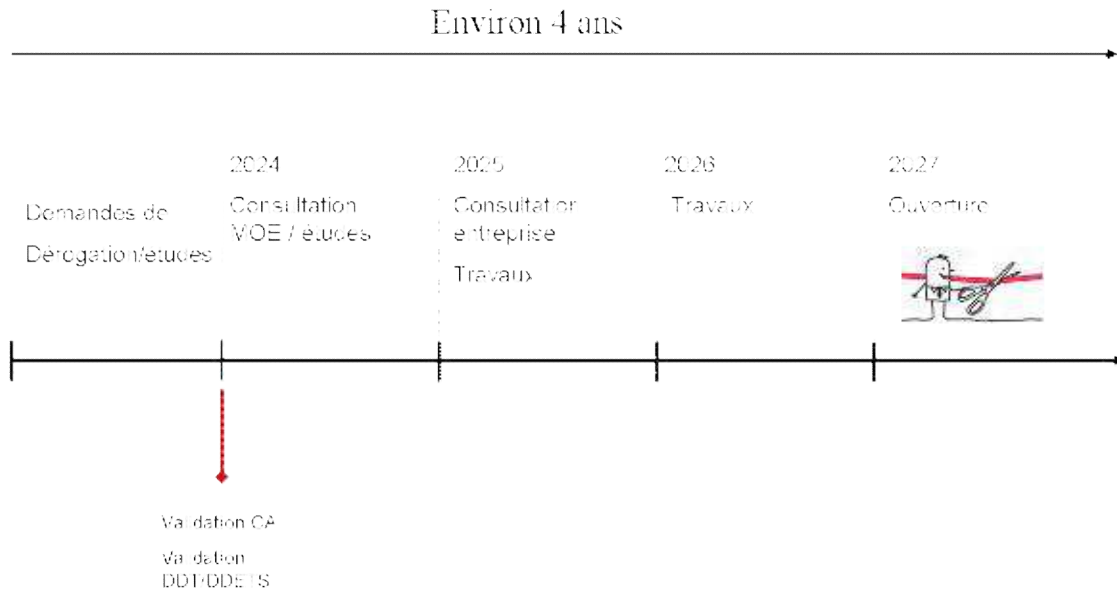 Environ 4 ans
Demandes de
Dérogation/études
2024
Consultation
MOE / études
2025
Consultation
entreprise
Travaux
2026
Travaux
2027
Ouverture
Validation CA
Validation
DDT/DDETS